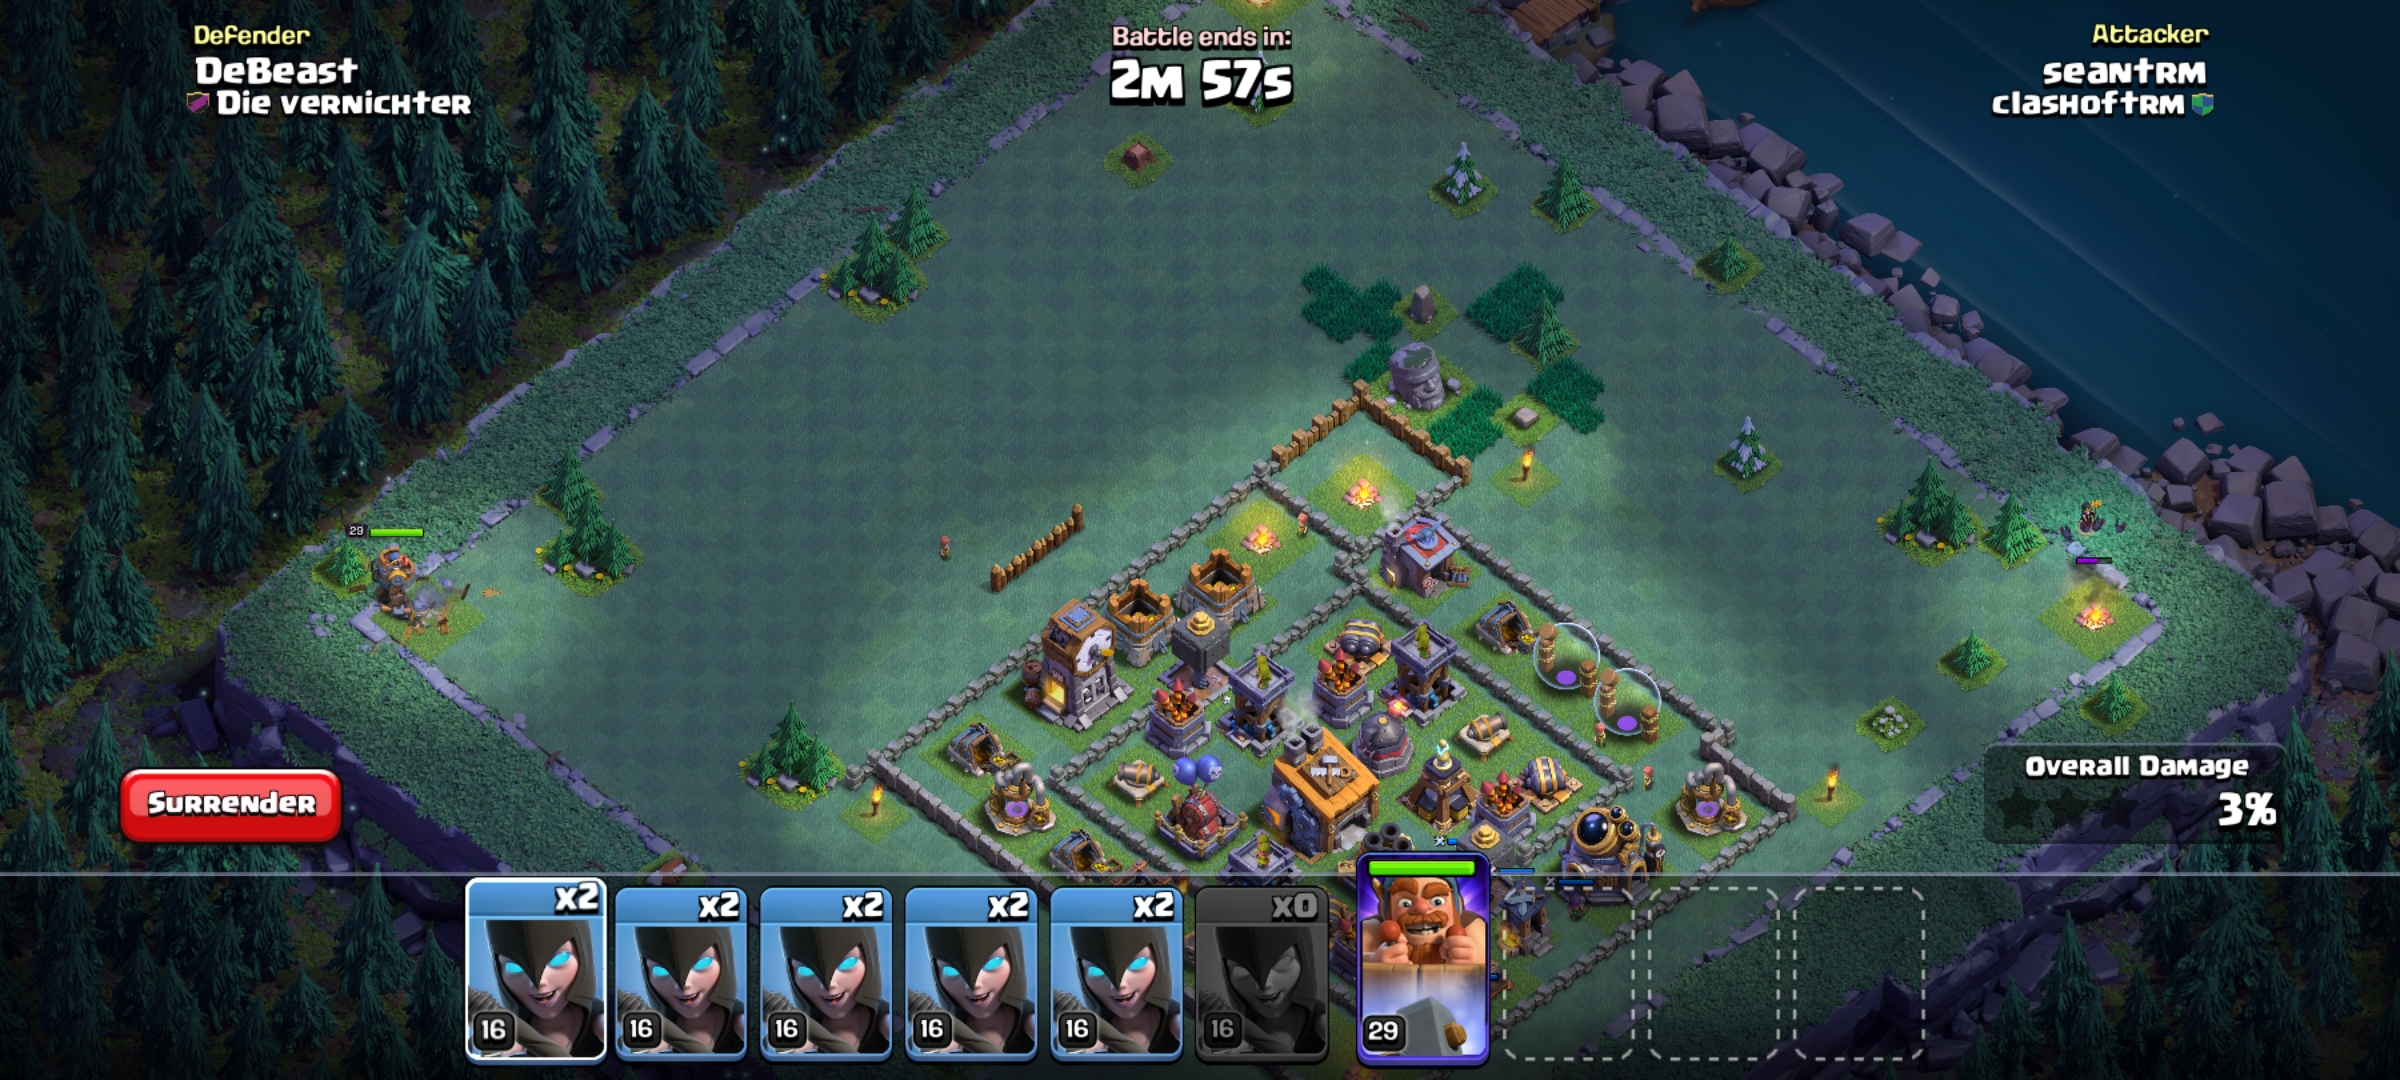 Defender
DeBeast
Die vernichter
Battle ends in:
2M 57s
Attacker
seantRM
clashoftRM
29
Surrender
Overall Damage
3%
x2
x2
x2
x2
x2
x0
16
16
16
16
16
16
29